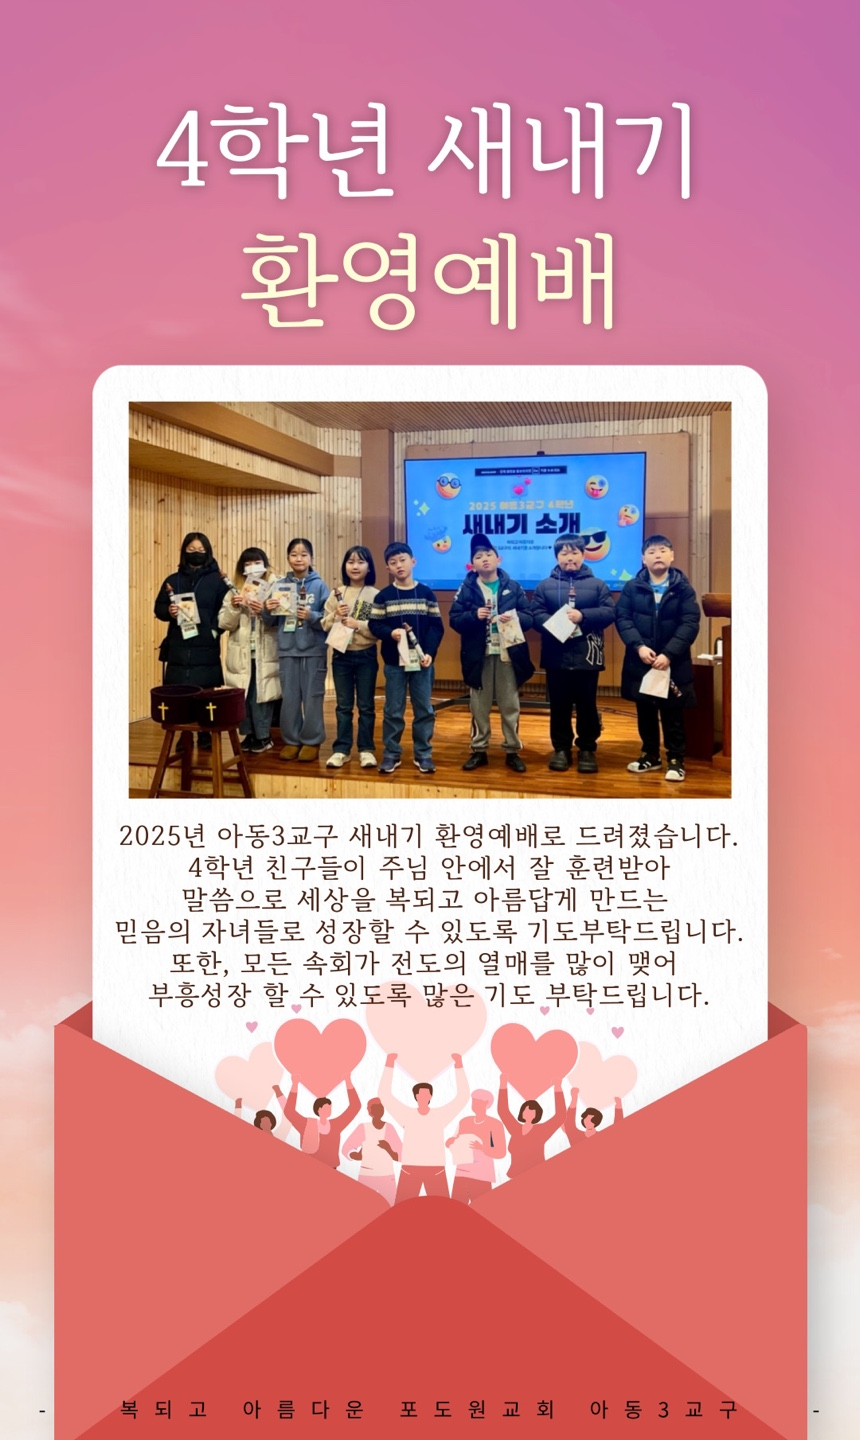 4학년 새내기
환영예배
2025 아동3교구 4학년
새내기 소개
2025년 아동3교구 새내기 환영예배로 드려졌습니다.
4학년 친구들이 주님 안에서 잘 훈련받아
말씀으로 세상을 복되고 아름답게 만드는
믿음의 자녀들로 성장할 수 있도록 기도부탁드립니다.
또한, 모든 속회가 전도의 열매를 많이 맺어
부흥성장 할 수 있도록 많은 기도 부탁드립니다.
- 복되고 아름다운 포도원교회 아동3교구 -